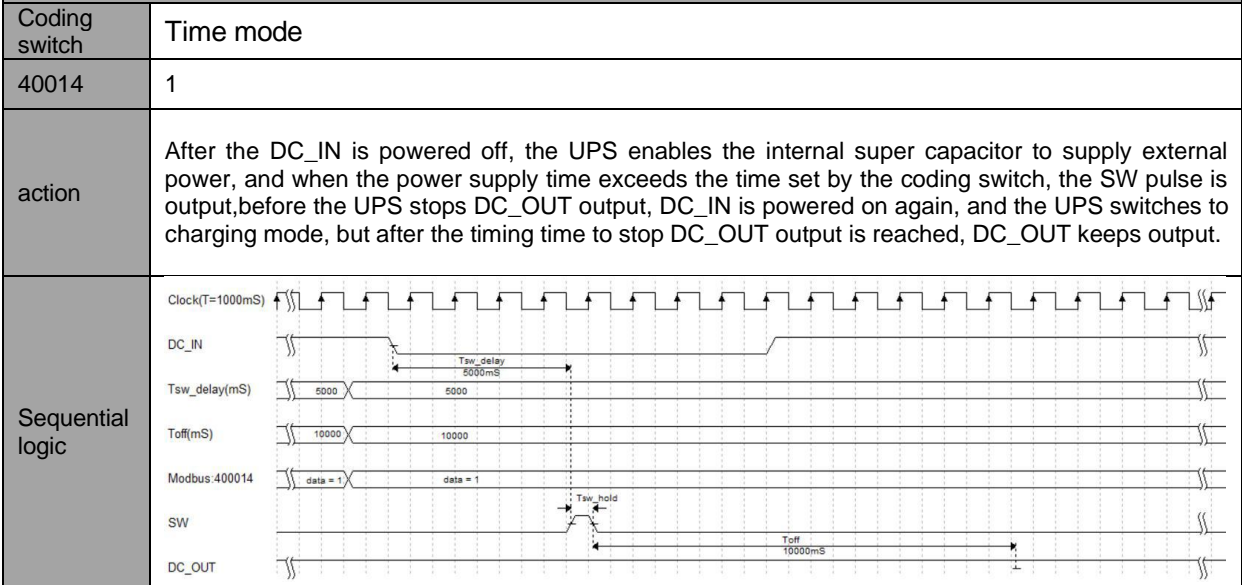 Coding
switch
Time mode
40014
1
action
After the DC_IN is powered off, the UPS enables the internal super capacitor to supply external
power, and when the power supply time exceeds the time set by the coding switch, the SW pulse is
output,before the UPS stops DC_OUT output, DC_IN is powered on again, and the UPS switches to
charging mode, but after the timing time to stop DC_OUT output is reached, DC_OUT keeps output.
Sequential
logic
Clock(T=1000mS)
DC_IN
Tsw_delay
5000mS
Tsw_delay(mS)
5000
5000
Toff(mS)
10000
10000
Modbus:400014
data = 1
data = 1
Tsw_hold
SW
Toff
10000mS
DC_OUT